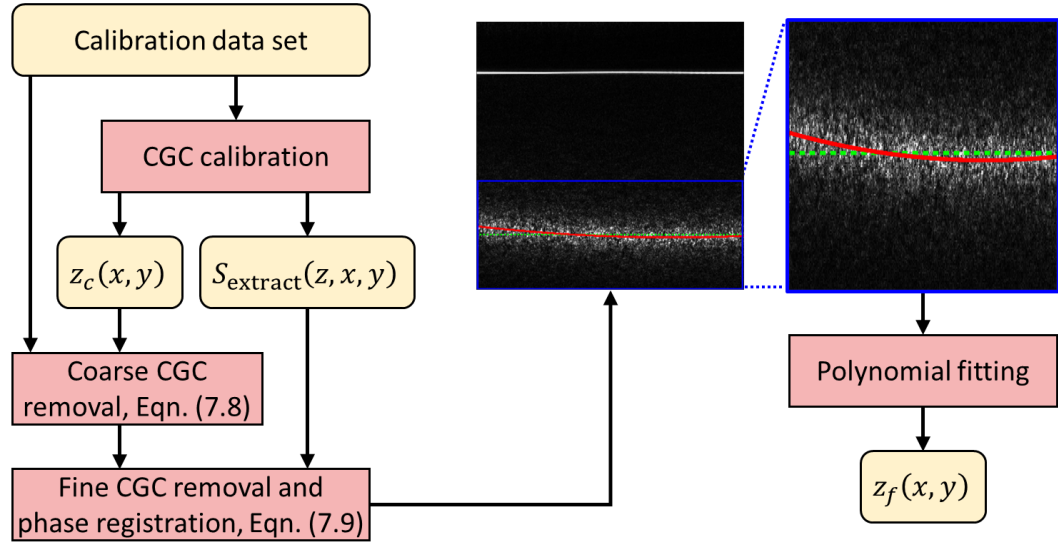 Calibration data set
CGC calibration
z_c(x, y)
S_extract(z, x, y)
Coarse CGC
removal, Eqn. (7.8)
Fine CGC removal and
phase registration, Eqn. (7.9)
Polynomial fitting
z_f(x, y)